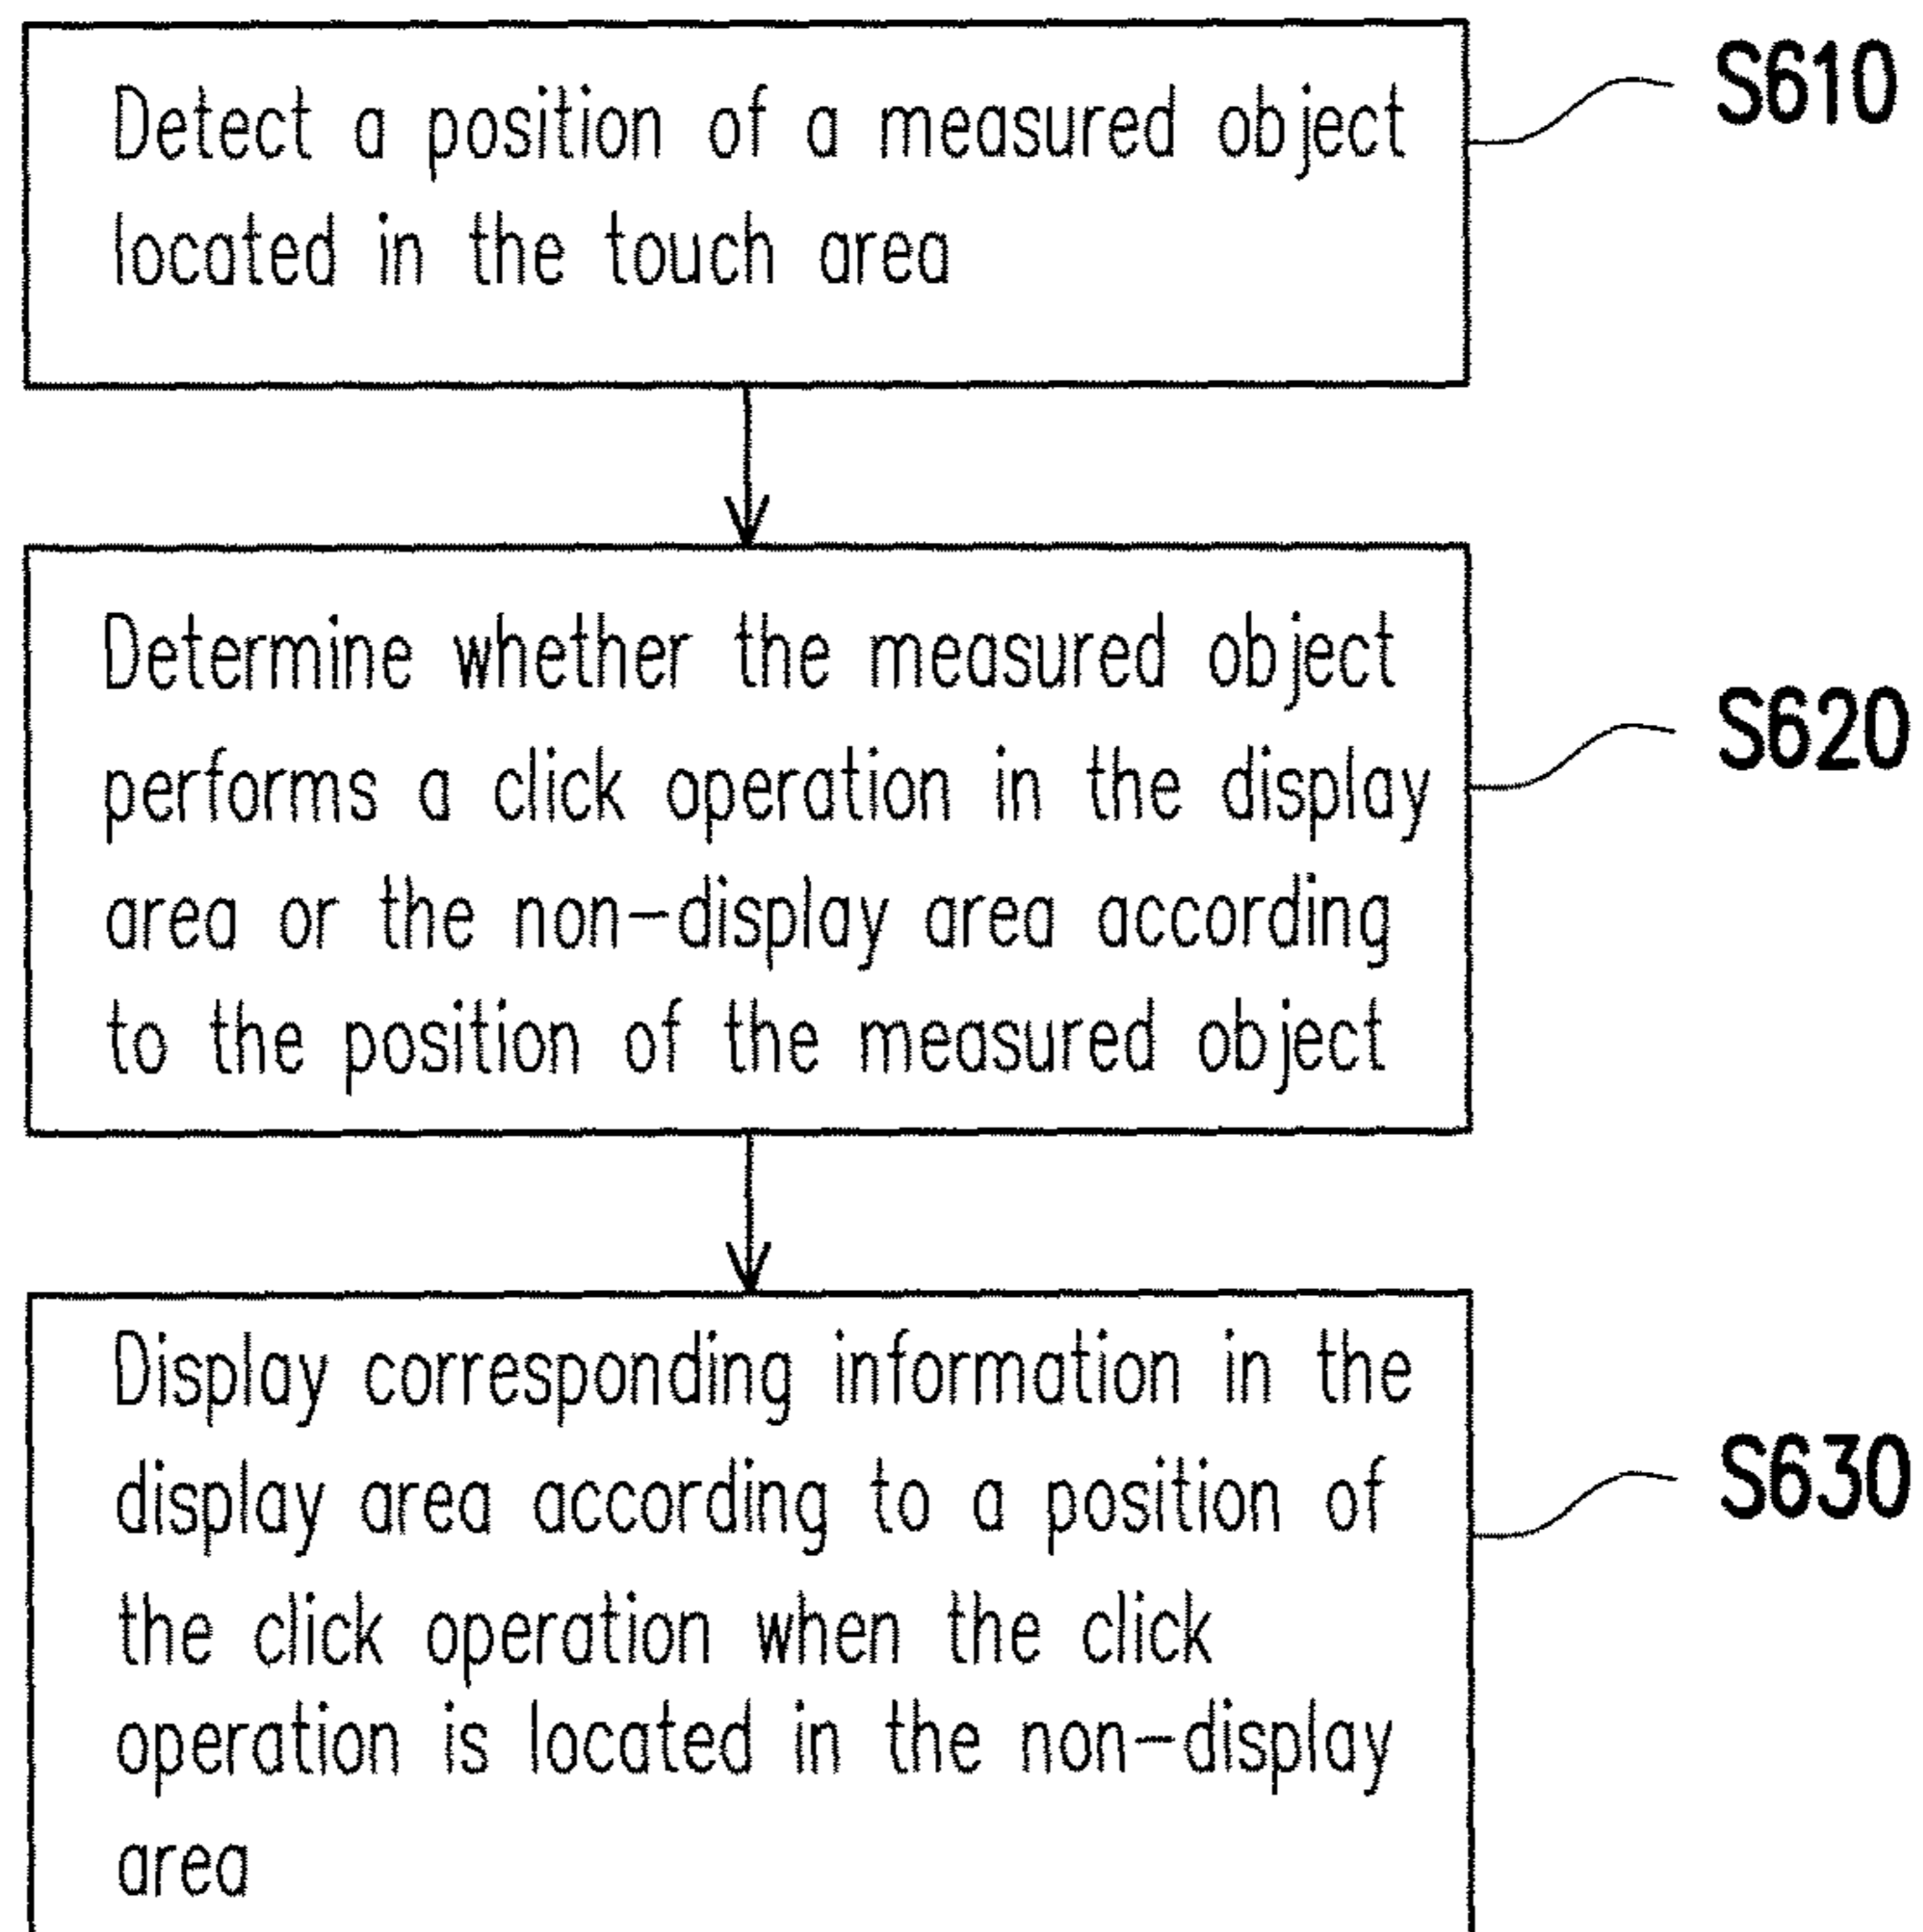 Detect a position of a measured object
located in the touch area
S610
Determine whether the measured object
performs a click operation in the display
area or the non-display area according
to the position of the measured object
S620
Display corresponding information in the
display area according to a position of
the click operation when the click
operation is located in the non-display
area
S630